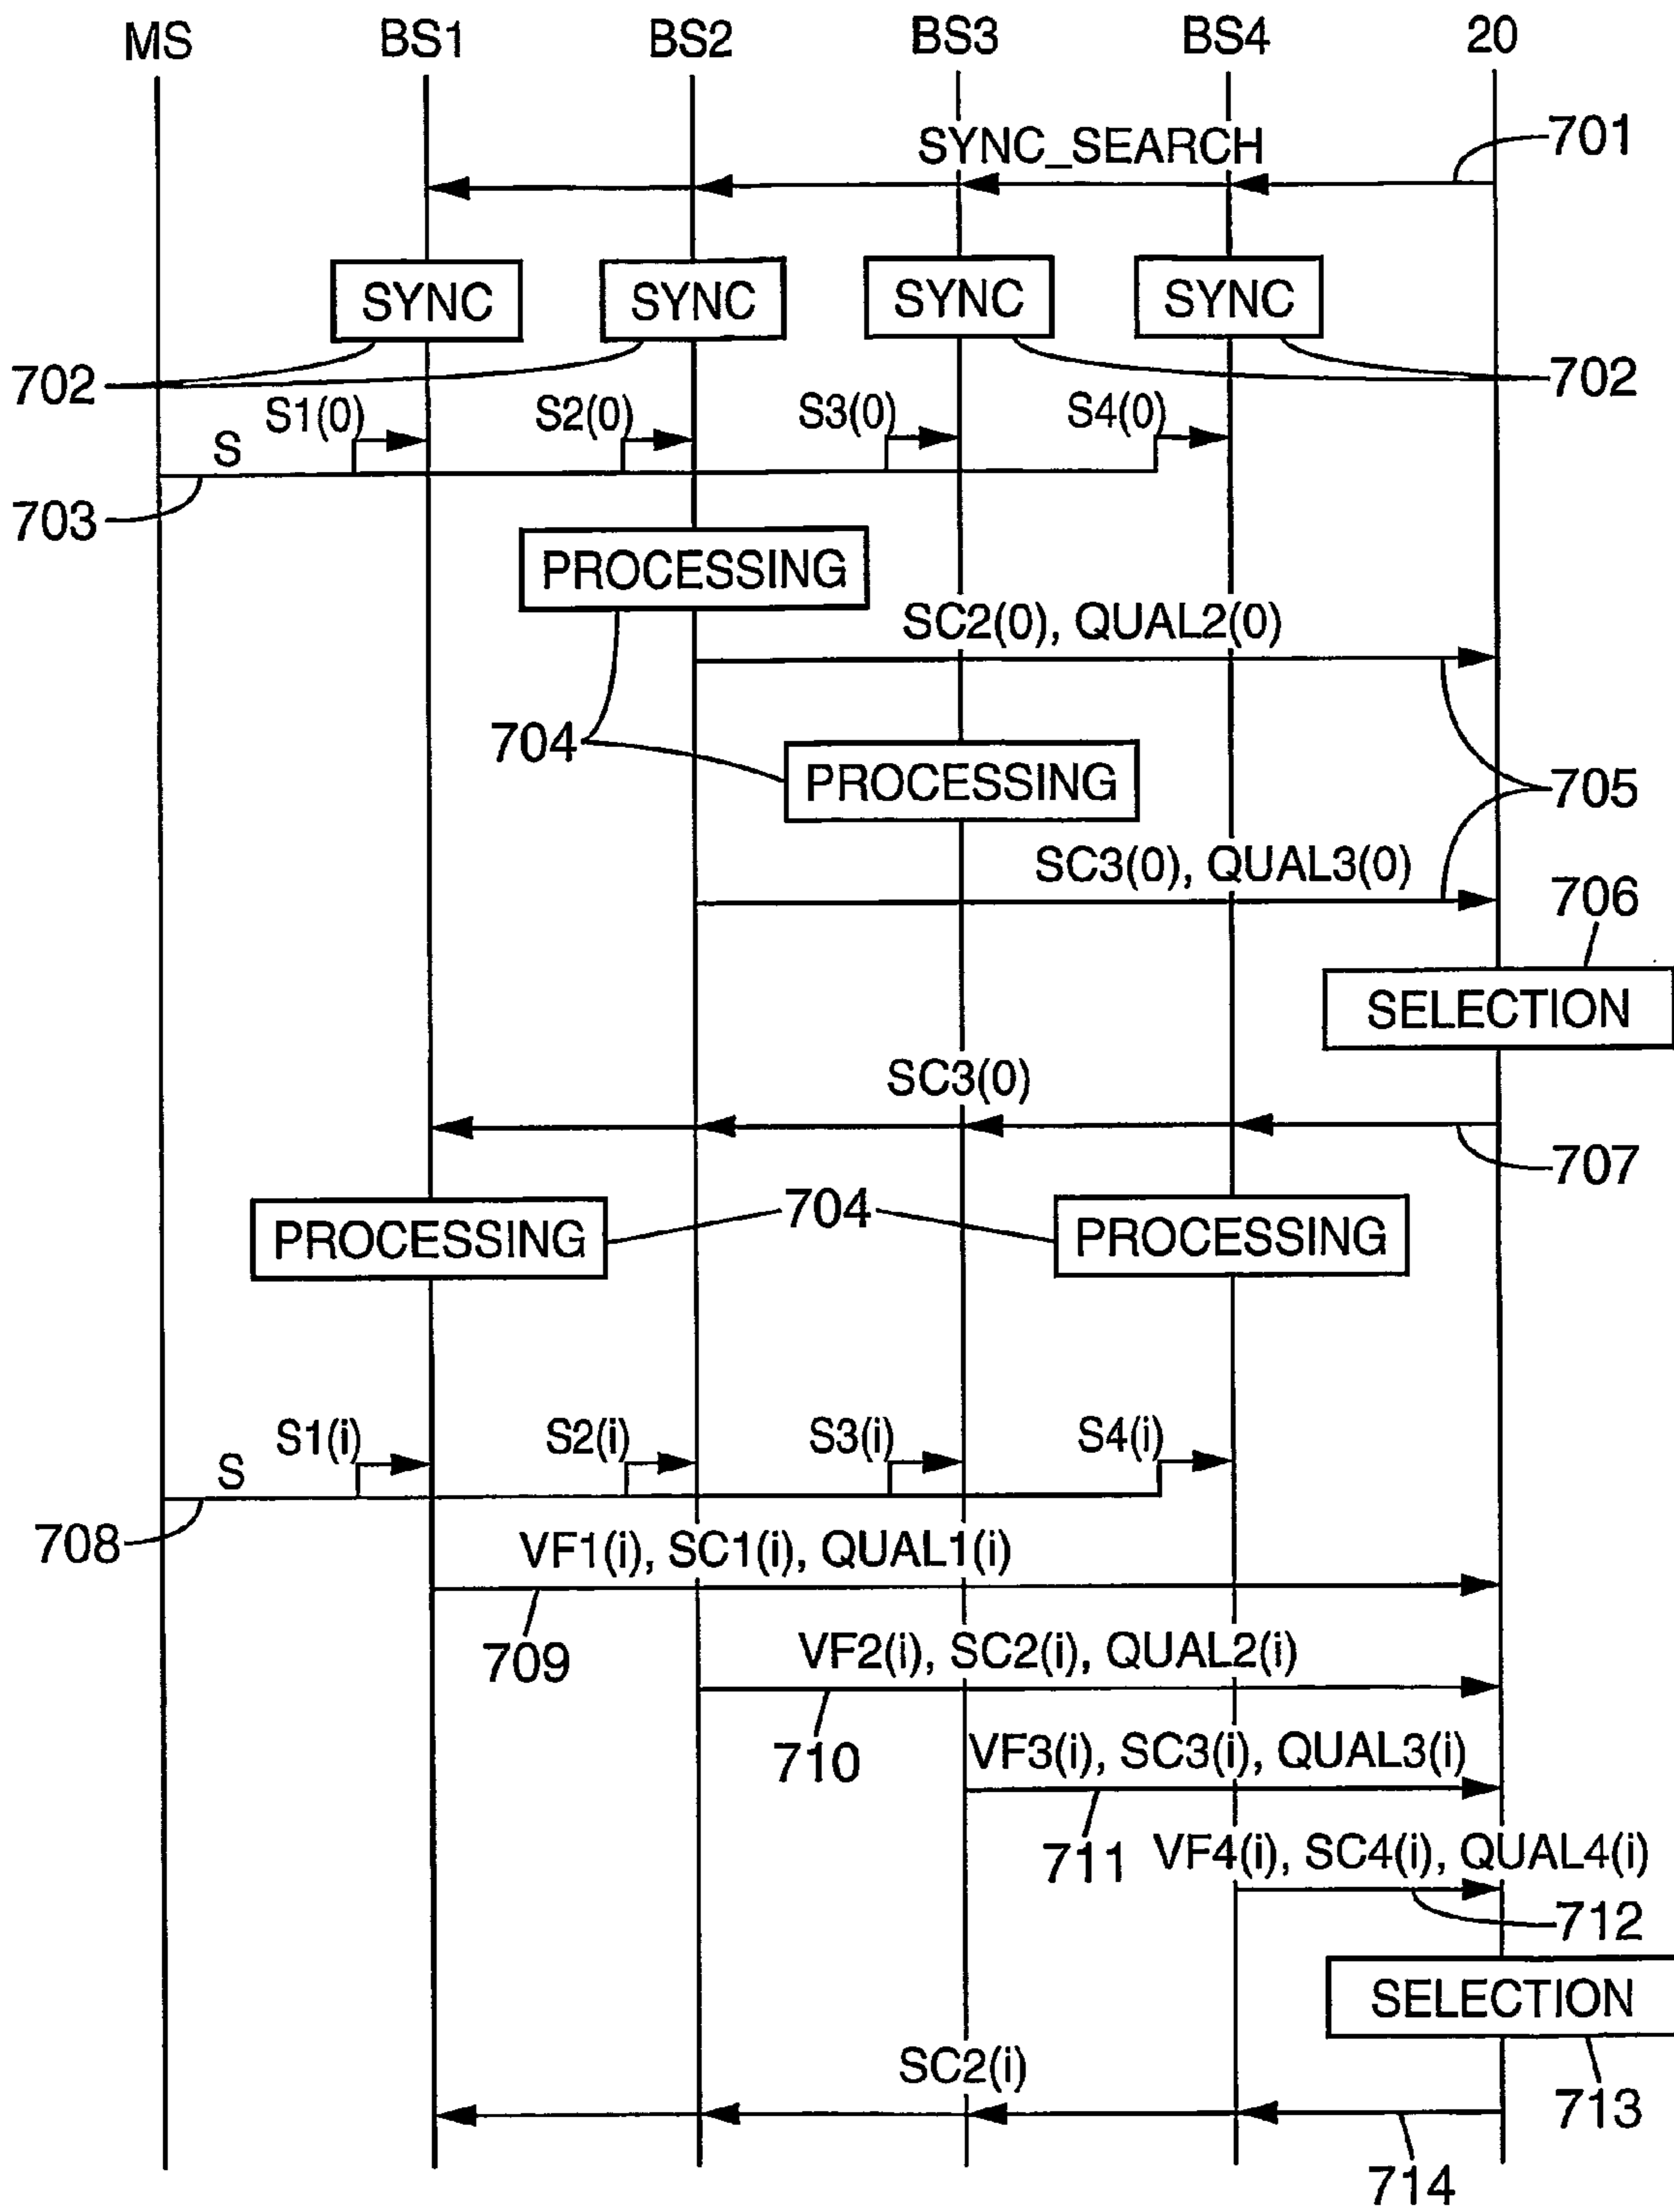 MS BS1 BS2 BS3 BS4 20
SYNC_SEARCH
701
SYNC SYNC SYNC SYNC
702 702
S1(0) S2(0) S3(0) S4(0)
S
703
PROCESSING
SC2(0), QUAL2(0)
704
PROCESSING
705
SC3(0), QUAL3(0)
706
SELECTION
SC3(0)
707
704
PROCESSING PROCESSING
S1(i) S2(i) S3(i) S4(i)
S
708
VF1(i), SC1(i), QUAL1(i)
709
VF2(i), SC2(i), QUAL2(i)
710
VF3(i), SC3(i), QUAL3(i)
711
VF4(i), SC4(i), QUAL4(i)
712
SELECTION
SC2(i)
713
714